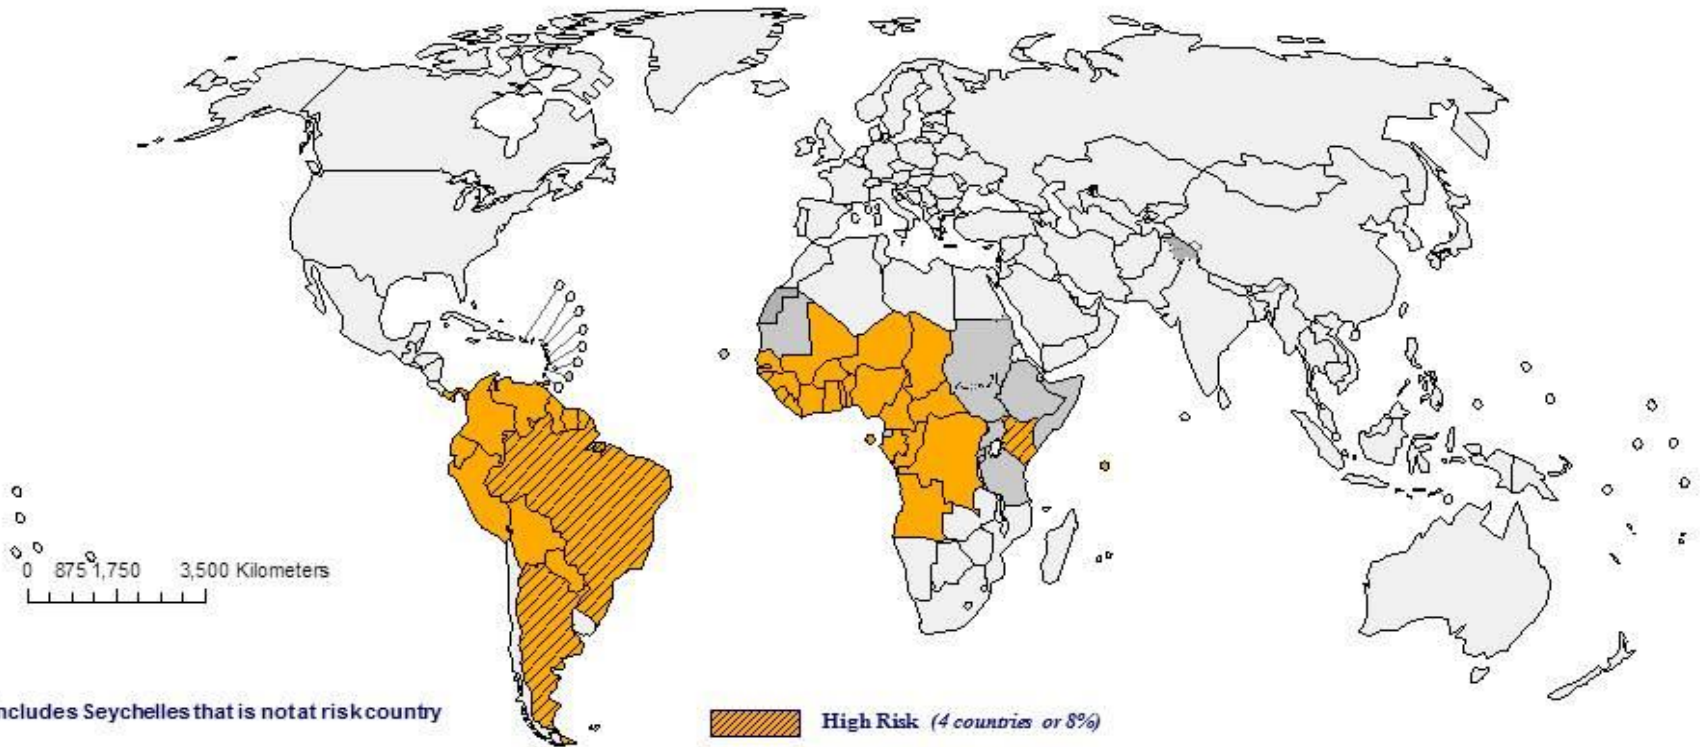 0 875 1,750 3,500 Kilometers
ncludes Seychelles that is not at risk country
High Risk (4 countries or 8%)